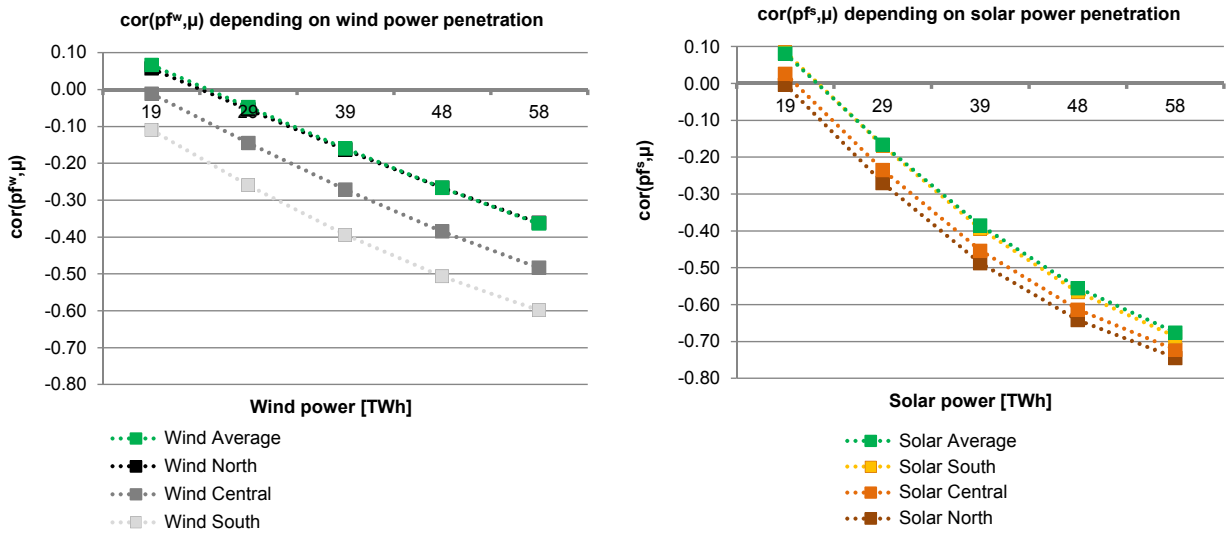 cor(pfʷ,µ) depending on wind power penetration
0.10
0.00
-0.10
-0.20
-0.30
-0.40
-0.50
-0.60
-0.70
-0.80
19 29 39 48 58
cor(pfʷ,µ)
Wind power [TWh]
Wind Average
Wind North
Wind Central
Wind South
cor(pfˢ,µ) depending on solar power penetration
0.10
0.00
-0.10
-0.20
-0.30
-0.40
-0.50
-0.60
-0.70
-0.80
19 29 39 48 58
cor(pfˢ,µ)
Solar power [TWh]
Solar Average
Solar South
Solar Central
Solar North